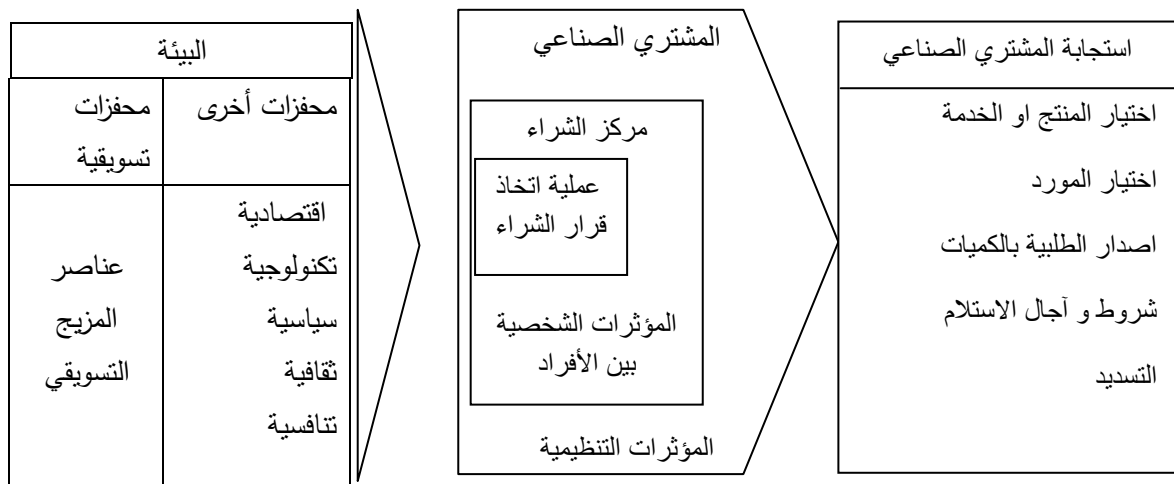 البيئة
محفزات أخرى
محفزات
تسويقية
اقتصادية
تكنولوجية
سياسية
ثقافية
تنافسية
عناصر
المزيج
التسويقي
المشتري الصناعي
مركز الشراء
عملية اتخاذ
قرار الشراء
المؤثرات الشخصية
بين الأفراد
المؤثرات التنظيمية
استجابة المشتري الصناعي
اختيار المنتج او الخدمة
اختيار المورد
اصدار الطلبية بالكميات
شروط و آجال الاستلام
التسديد